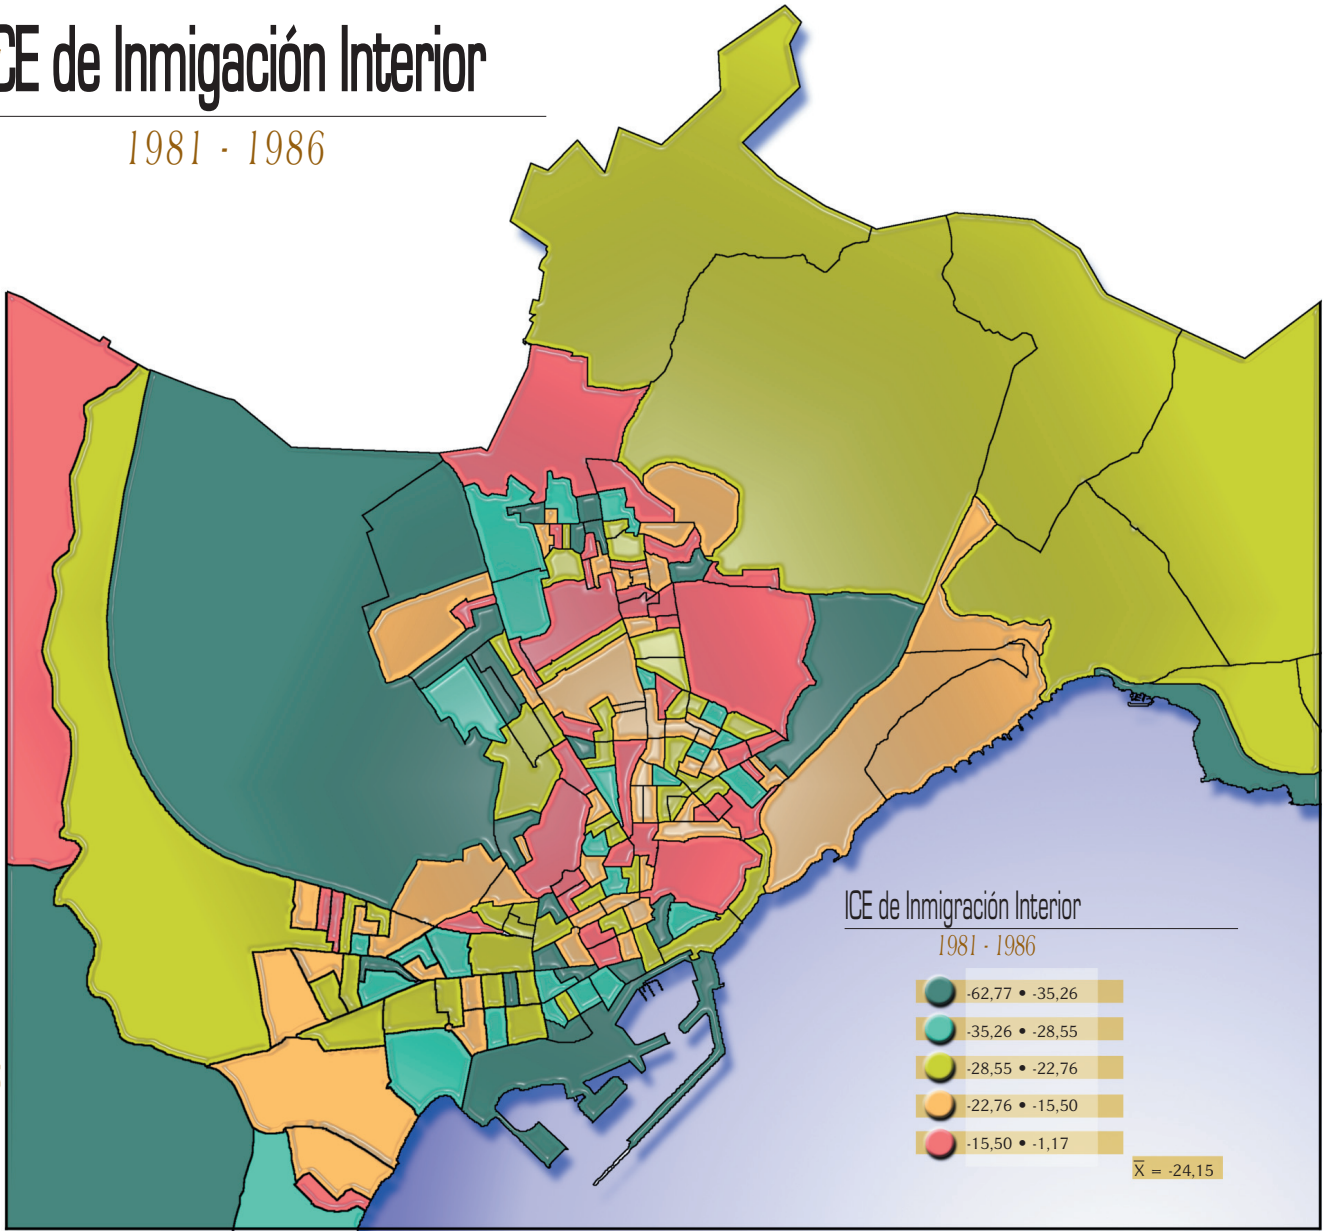 CE de Inmigación Interior
1981 - 1986
ICE de Inmigración Interior
1981 - 1986
-62,77 • -35,26
-35,26 • -28,55
-28,55 • -22,76
-22,76 • -15,50
-15,50 • -1,17
X̅ = -24,15